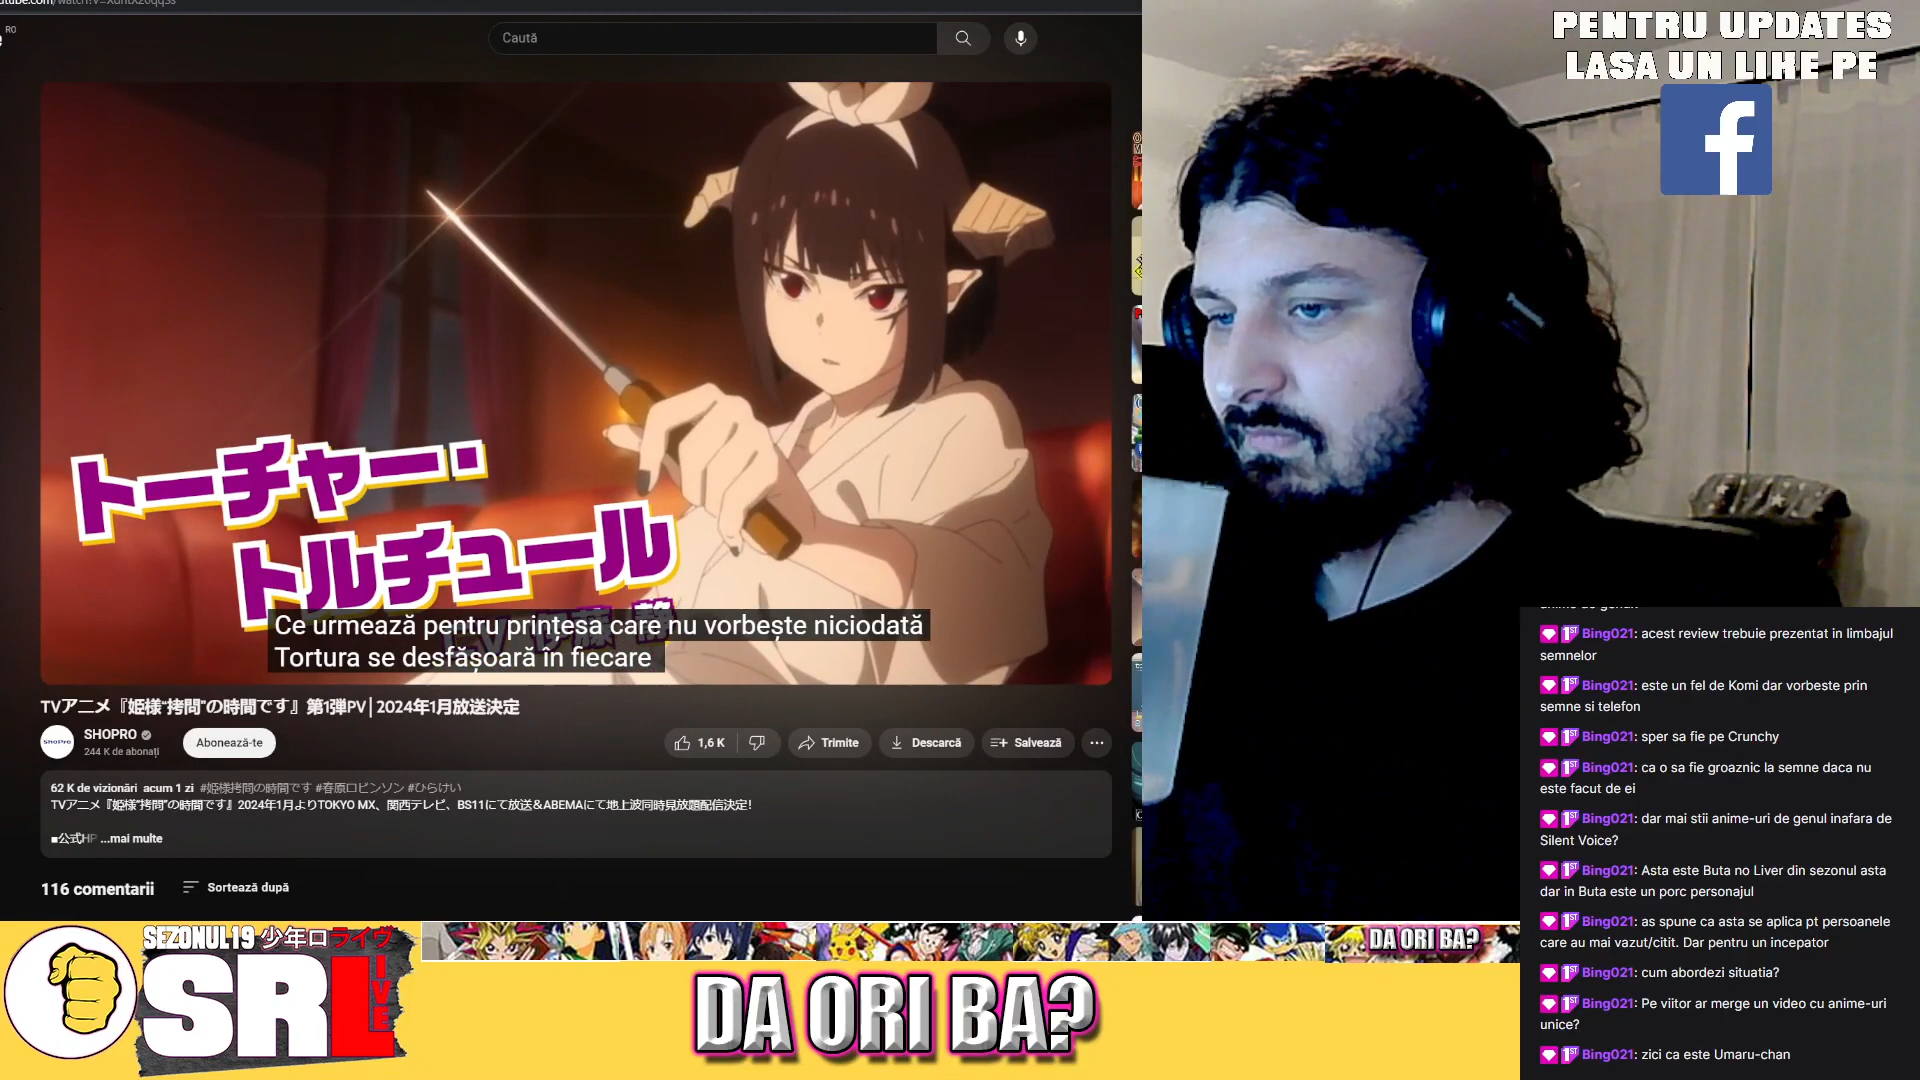 RO
Caută
トーチャー・
トルチュール
Ce urmează pentru prințesa care nu vorbește niciodată
Tortura se desfășoară în fiecare
TVアニメ『姫様“拷問”の時間です』第1弾PV│2024年1月放送決定
SHOPRO
244 K de abonați
Abonează-te
1,6 K
Trimite
Descarcă
Salvează
62 K de vizionări acum 1 zi #姫様拷問の時間です #春原ロビンソン #ひらけい
TVアニメ『姫様“拷問”の時間です』2024年1月よりTOKYO MX、関西テレビ、BS11にて放送&ABEMAにて地上波同時見放題配信決定!
■公式HP ...mai multe
116 comentarii
Sortează după
PENTRU UPDATES
LASA UN LIKE PE
f
Bing021: acest review trebuie prezentat in limbajul
semnelor
Bing021: este un fel de Komi dar vorbeste prin
semne si telefon
Bing021: sper sa fie pe Crunchy
Bing021: ca o sa fie groaznic la semne daca nu
este facut de ei
Bing021: dar mai stii anime-uri de genul inafara de
Silent Voice?
Bing021: Asta este Buta no Liver din sezonul asta
dar in Buta este un porc personajul
Bing021: as spune ca asta se aplica pt persoanele
care au mai vazut/citit. Dar pentru un incepator
Bing021: cum abordezi situatia?
Bing021: Pe viitor ar merge un video cu anime-uri
unice?
Bing021: zici ca este Umaru-chan
SEZONUL19 少年ロライヴ
SRL
LIVE
DA ORI BA?
DA ORI BA?